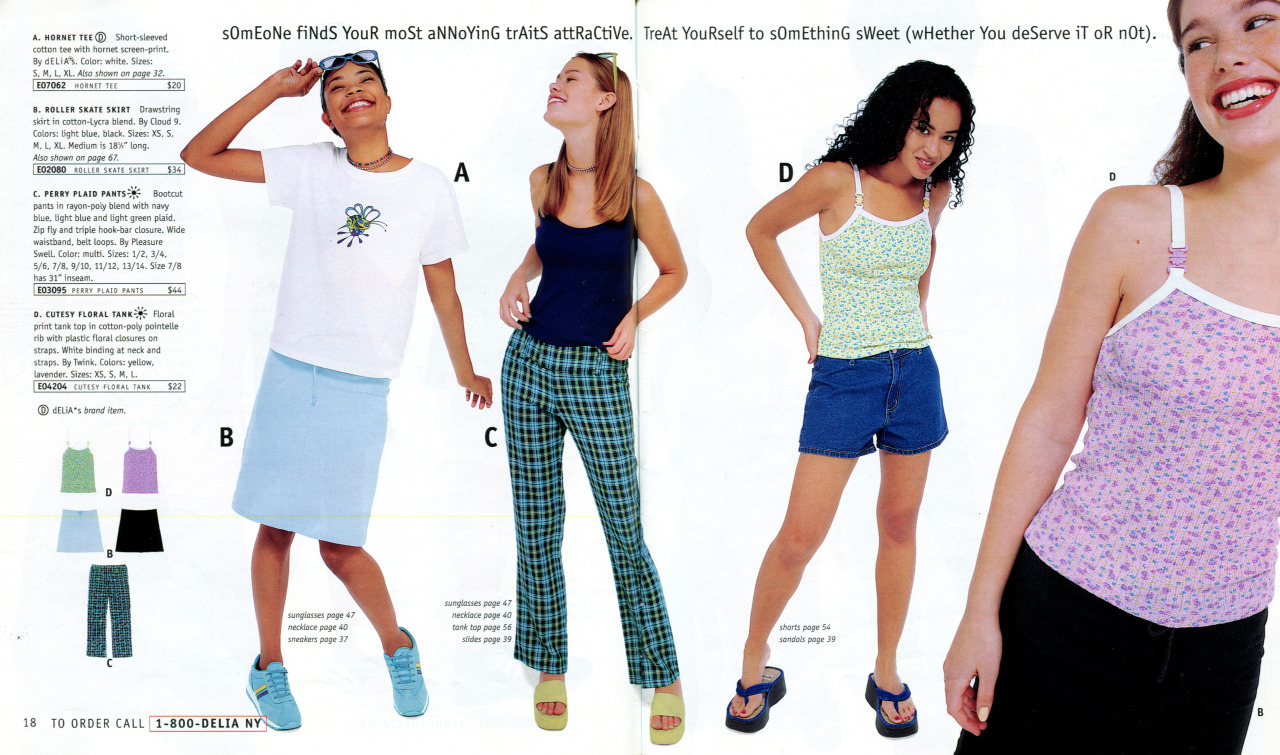 sOmEoNe fiNdS YouR moSt aNNoYinG trAitS attRaCtiVe. TreAt YouRself to sOmEthinG sWeet (wHether You deServe iT oR nOt).
A. HORNET TEE Ⓓ Short-sleeved
cotton tee with hornet screen-print.
By dELiA*s. Color: white. Sizes:
S, M, L, XL. Also shown on page 32.
E07062 HORNET TEE $20
B. ROLLER SKATE SKIRT Drawstring
skirt in cotton-Lycra blend. By Cloud 9.
Colors: light blue, black. Sizes: XS, S,
M, L, XL. Medium is 18½" long.
Also shown on page 67.
E02080 ROLLER SKATE SKIRT $34
C. PERRY PLAID PANTS Bootcut
pants in rayon-poly blend with navy
blue, light blue and light green plaid.
Zip fly and triple hook-bar closure. Wide
waistband, belt loops. By Pleasure
Swell. Color: multi. Sizes: 1/2, 3/4,
5/6, 7/8, 9/10, 11/12, 13/14. Size 7/8
has 31" inseam.
E03095 PERRY PLAID PANTS $44
D. CUTESY FLORAL TANK Floral
print tank top in cotton-poly pointelle
rib with plastic floral closures on
straps. White binding at neck and
straps. By Twink. Colors: yellow,
lavender. Sizes: XS, S, M, L.
E04204 CUTESY FLORAL TANK $22
Ⓓ dELiA*s brand item.
D
B
C
A
B
C
D
D
B
sunglasses page 47
necklace page 40
sneakers page 37
sunglasses page 47
necklace page 40
tank top page 56
slides page 39
shorts page 54
sandals page 39
18 TO ORDER CALL 1-800-DELIA NY